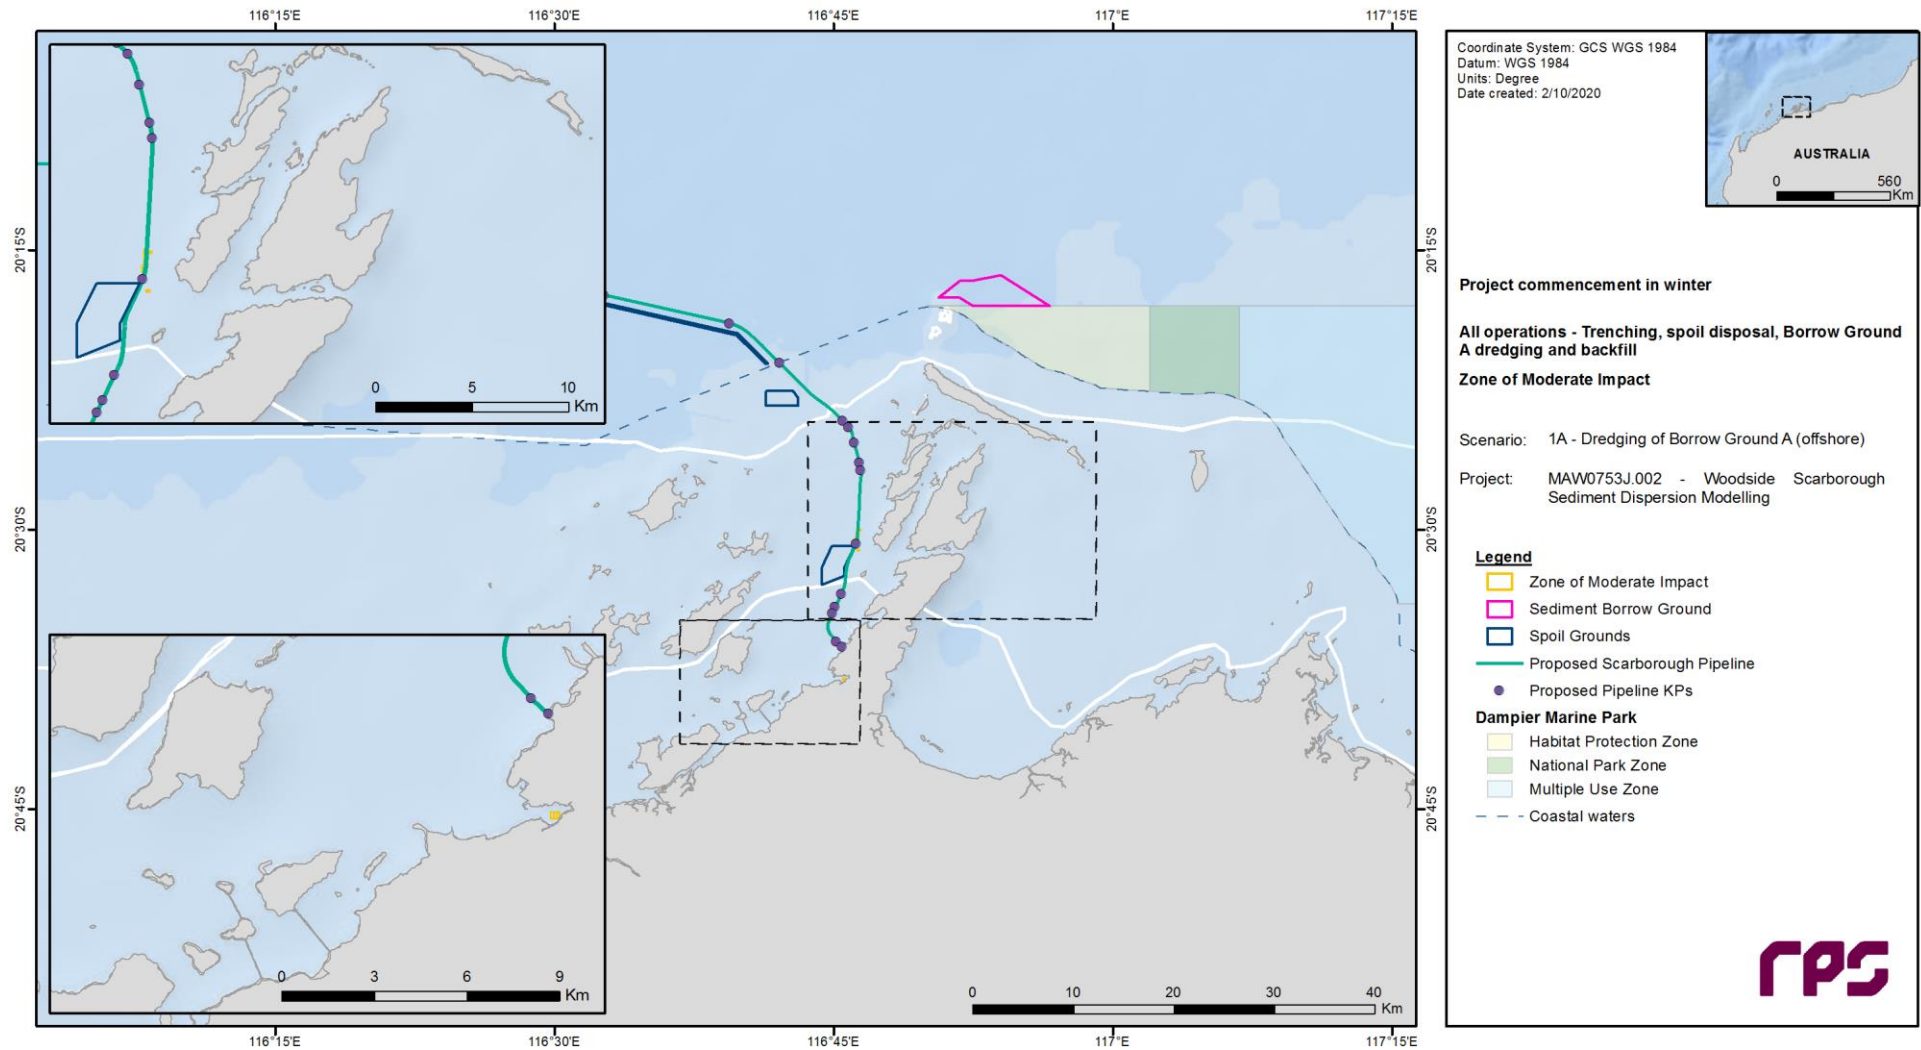 116°15'E
116°30'E
116°45'E
117°E
117°15'E
20°15'S
20°30'S
20°45'S
0 5 10
Km
0 3 6 9
Km
0 10 20 30 40
Km
20°15'S
20°30'S
20°45'S
116°15'E
116°30'E
116°45'E
117°E
117°15'E
Coordinate System: GCS WGS 1984
Datum: WGS 1984
Units: Degree
Date created: 2/10/2020
AUSTRALIA
0 560
Km
Project commencement in winter
All operations - Trenching, spoil disposal, Borrow Ground
A dredging and backfill
Zone of Moderate Impact
Scenario: 1A - Dredging of Borrow Ground A (offshore)
Project: MAW0753J.002 - Woodside Scarborough
Sediment Dispersion Modelling
Legend
Zone of Moderate Impact
Sediment Borrow Ground
Spoil Grounds
Proposed Scarborough Pipeline
Proposed Pipeline KPs
Dampier Marine Park
Habitat Protection Zone
National Park Zone
Multiple Use Zone
Coastal waters
rps